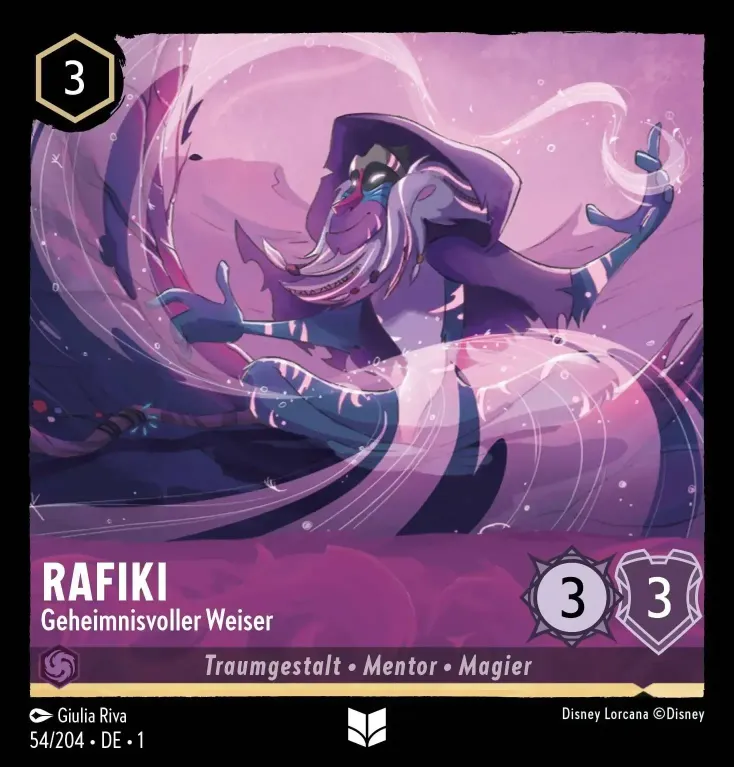 3
RAFIKI
Geheimnisvoller Weiser
3
3
Traumgestalt • Mentor • Magier
Giulia Riva
Disney Lorcana ©Disney
54/204 • DE • 1